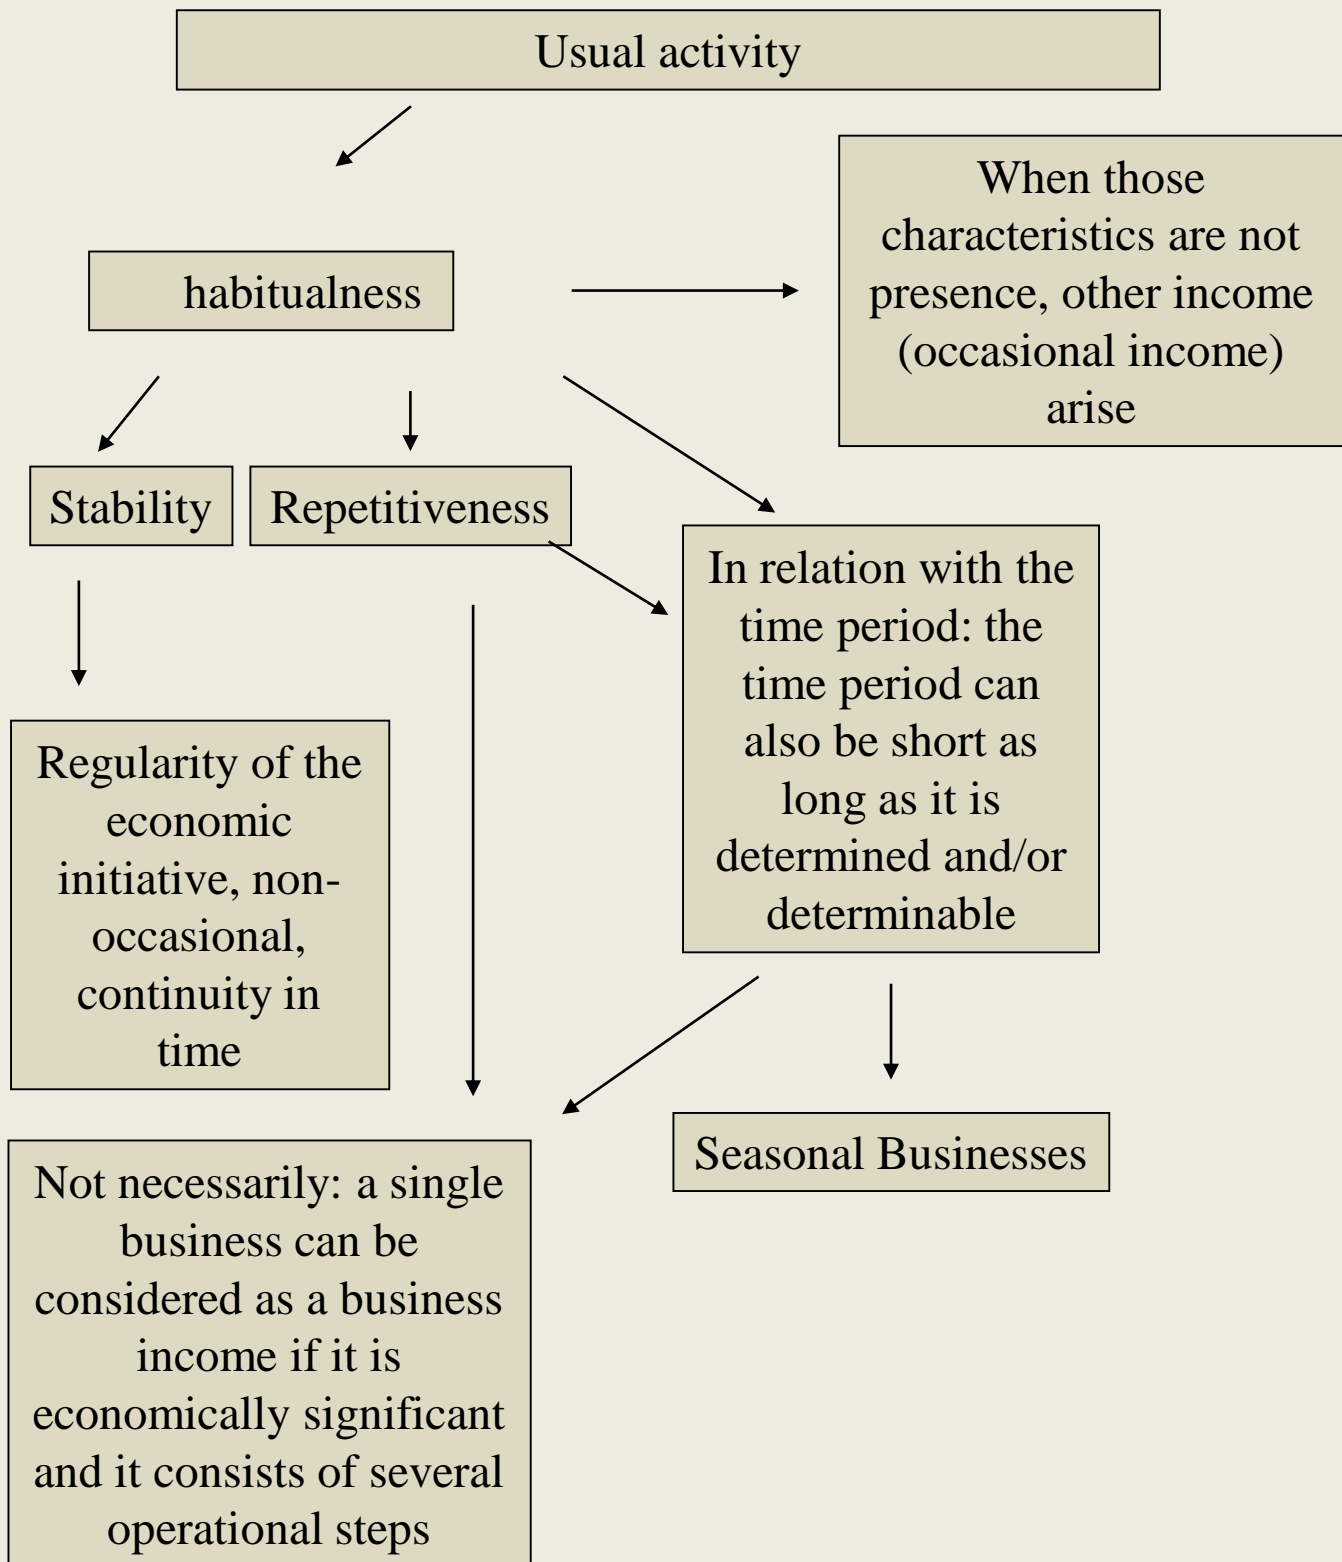 Usual activity
When those
characteristics are not
presence, other income
(occasional income)
arise
habitualness
Stability
Repetitiveness
In relation with the
time period: the
time period can
also be short as
long as it is
determined and/or
determinable
Regularity of the
economic
initiative, non-
occasional,
continuity in
time
Seasonal Businesses
Not necessarily: a single
business can be
considered as a business
income if it is
economically significant
and it consists of several
operational steps